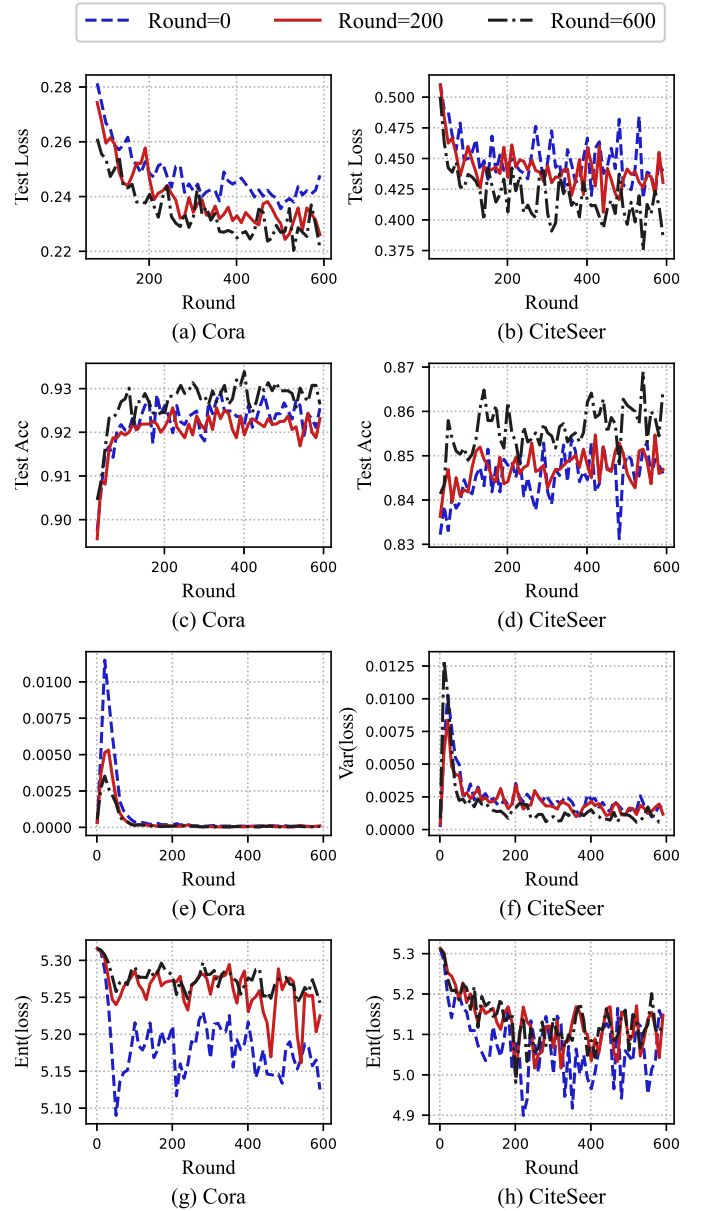 Round=0 Round=200 Round=600
0.28
0.26
0.24
0.22
Test Loss
200 400 600
Round
(a) Cora
0.500
0.475
0.450
0.425
0.400
0.375
Test Loss
0 200 400 600
Round
(b) CiteSeer
0.93
0.92
0.91
0.90
Test Acc
0 200 400 600
Round
(c) Cora
0.87
0.86
0.85
0.84
0.83
Test Acc
0 200 400 600
Round
(d) CiteSeer
0.0100
0.0075
0.0050
0.0025
0.0000
0 200 400 600
Round
(e) Cora
0.0125
0.0100
0.0075
0.0050
0.0025
0.0000
Var(loss)
0 200 400 600
Round
(f) CiteSeer
5.30
5.25
5.20
5.15
5.10
Ent(loss)
0 200 400 600
Round
(g) Cora
5.3
5.2
5.1
5.0
4.9
Ent(loss)
0 200 400 600
Round
(h) CiteSeer